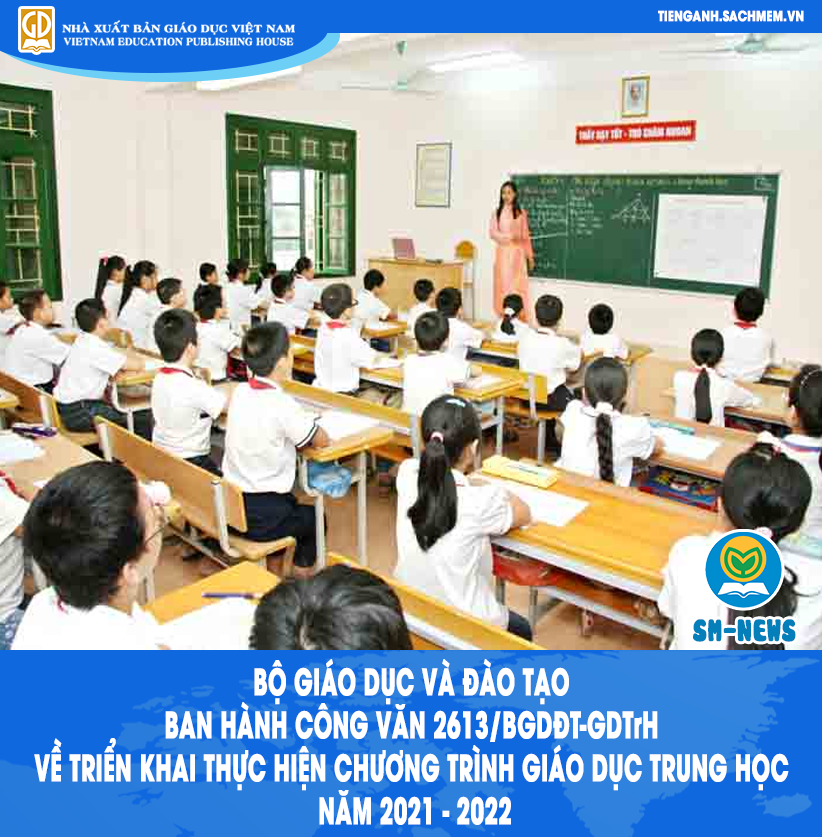 NHÀ XUẤT BẢN GIÁO DỤC VIỆT NAM
VIETNAM EDUCATION PUBLISHING HOUSE
TIENGANH.SACHMEM.VN
THẦY DẠY TỐT - TRÒ CHĂM NGOAN
SM-NEWS
BỘ GIÁO DỤC VÀ ĐÀO TẠO
BAN HÀNH CÔNG VĂN 2613/BGDĐT-GDTrH
VỀ TRIỂN KHAI THỰC HIỆN CHƯƠNG TRÌNH GIÁO DỤC TRUNG HỌC
NĂM 2021 - 2022